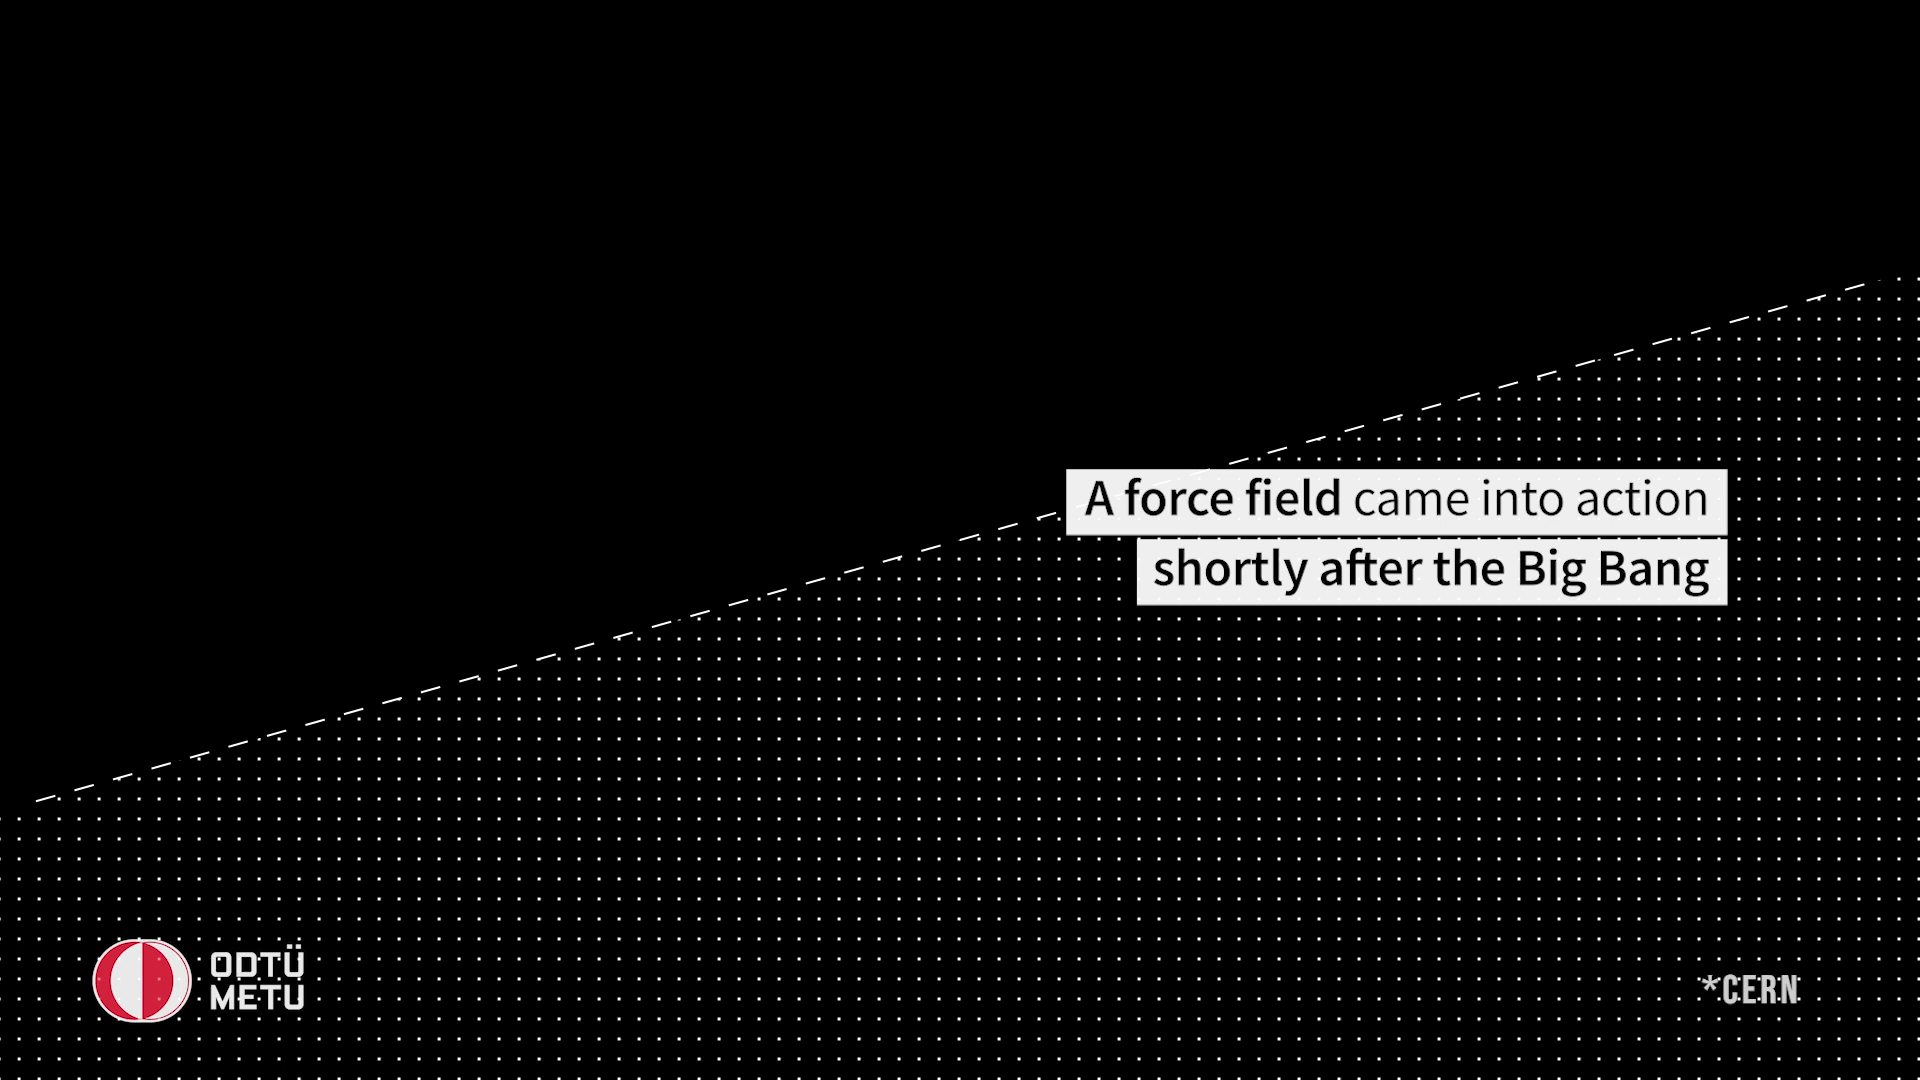 A force field came into action
shortly after the Big Bang
ODTÜ
METU
*CERN